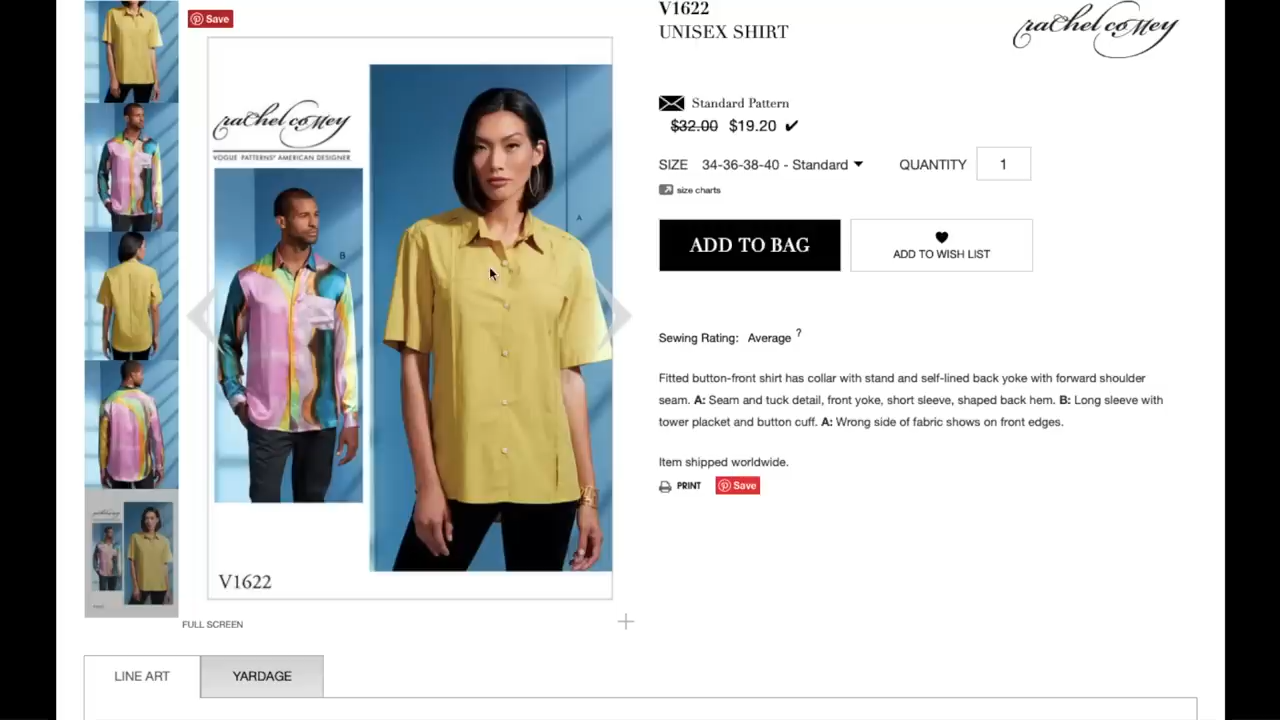 Save
V1622
UNISEX SHIRT
rachel comey
Standard Pattern
$32.00 $19.20 ✔
SIZE 34-36-38-40 - Standard QUANTITY 1
size charts
ADD TO BAG
ADD TO WISH LIST
Sewing Rating: Average ?
Fitted button-front shirt has collar with stand and self-lined back yoke with forward shoulder
seam. A: Seam and tuck detail, front yoke, short sleeve, shaped back hem. B: Long sleeve with
tower placket and button cuff. A: Wrong side of fabric shows on front edges.
Item shipped worldwide.
PRINT Save
rachel comey
VOGUE PATTERNS® AMERICAN DESIGNER
A
B
V1622
FULL SCREEN
LINE ART YARDAGE